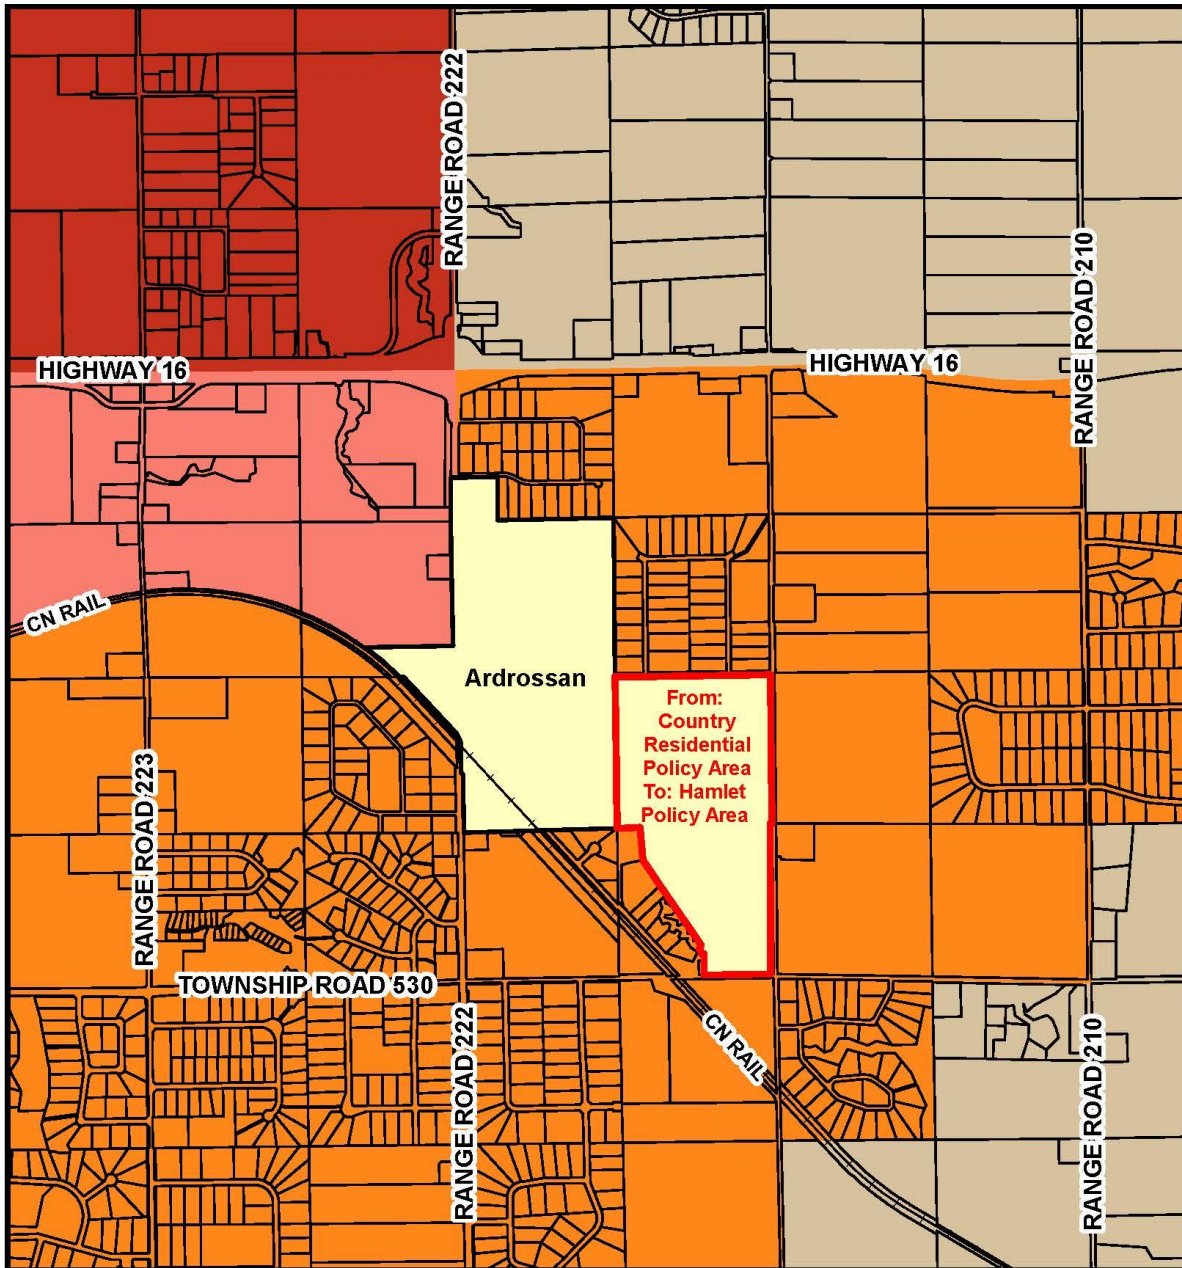 RANGE ROAD 222
RANGE ROAD 210
HIGHWAY 16
HIGHWAY 16
CN RAIL
Ardrossan
From:
Country
Residential
Policy Area
To: Hamlet
Policy Area
RANGE ROAD 223
TOWNSHIP ROAD 530
RANGE ROAD 222
CN RAIL
RANGE ROAD 210